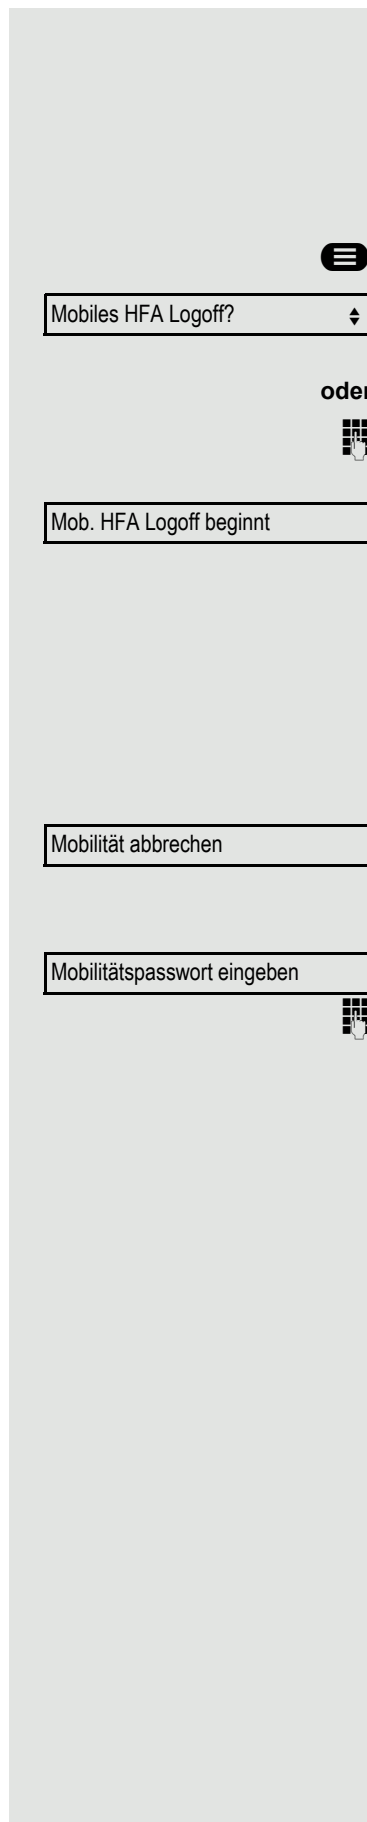 Mobiles HFA Logoff?
oder
Mob. HFA Logoff beginnt
Mobilität abbrechen
Mobilitätspasswort eingeben